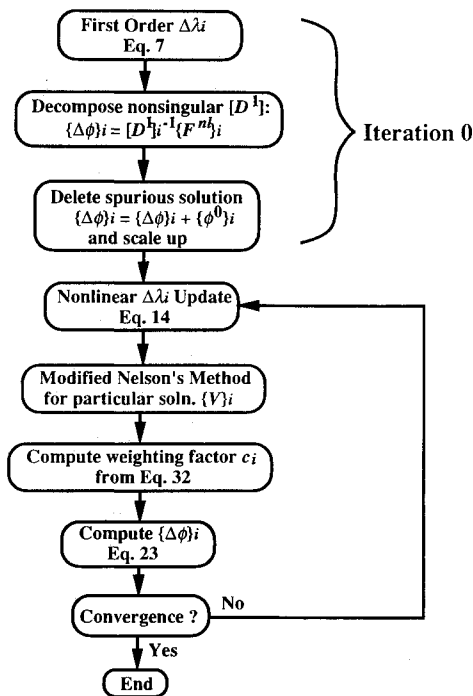 First Order Δλi
Eq. 7
Decompose nonsingular [D¹]:
{Δϕ}i = [D¹]i⁻¹{Fⁿˡ}i
Delete spurious solution
{Δϕ}i = {Δϕ}i + {ϕ⁰}i
and scale up
Iteration 0
Nonlinear Δλi Update
Eq. 14
Modified Nelson's Method
for particular soln. {V}i
Compute weighting factor ci
from Eq. 32
Compute {Δϕ}i
Eq. 23
Convergence ?
No
Yes
End